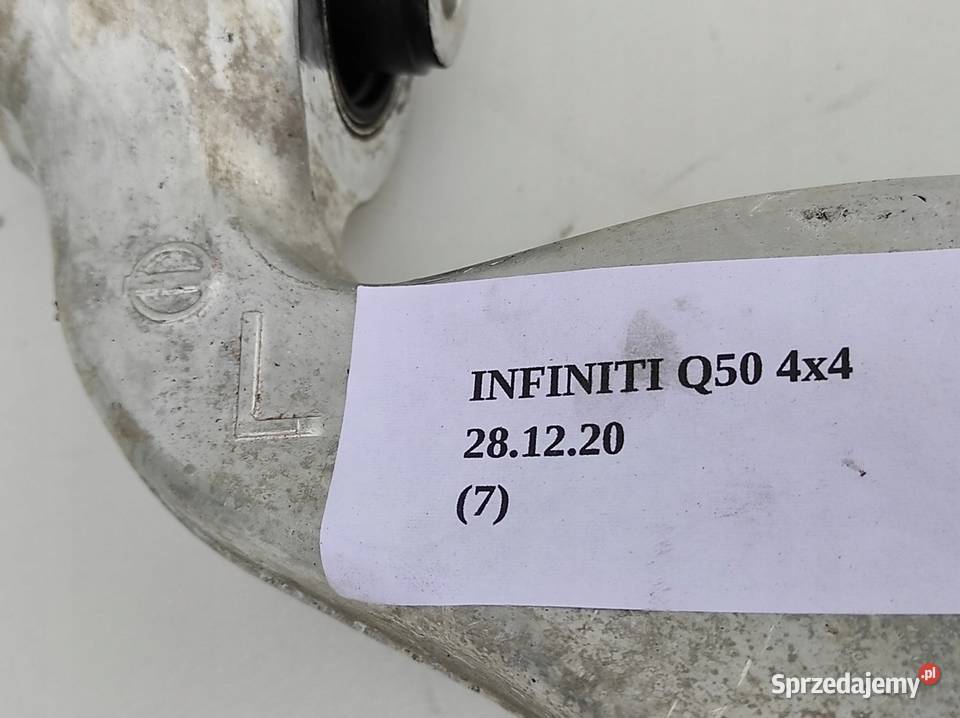 L
INFINITI Q50 4x4
28.12.20
(7)
Sprzedajemy.pl